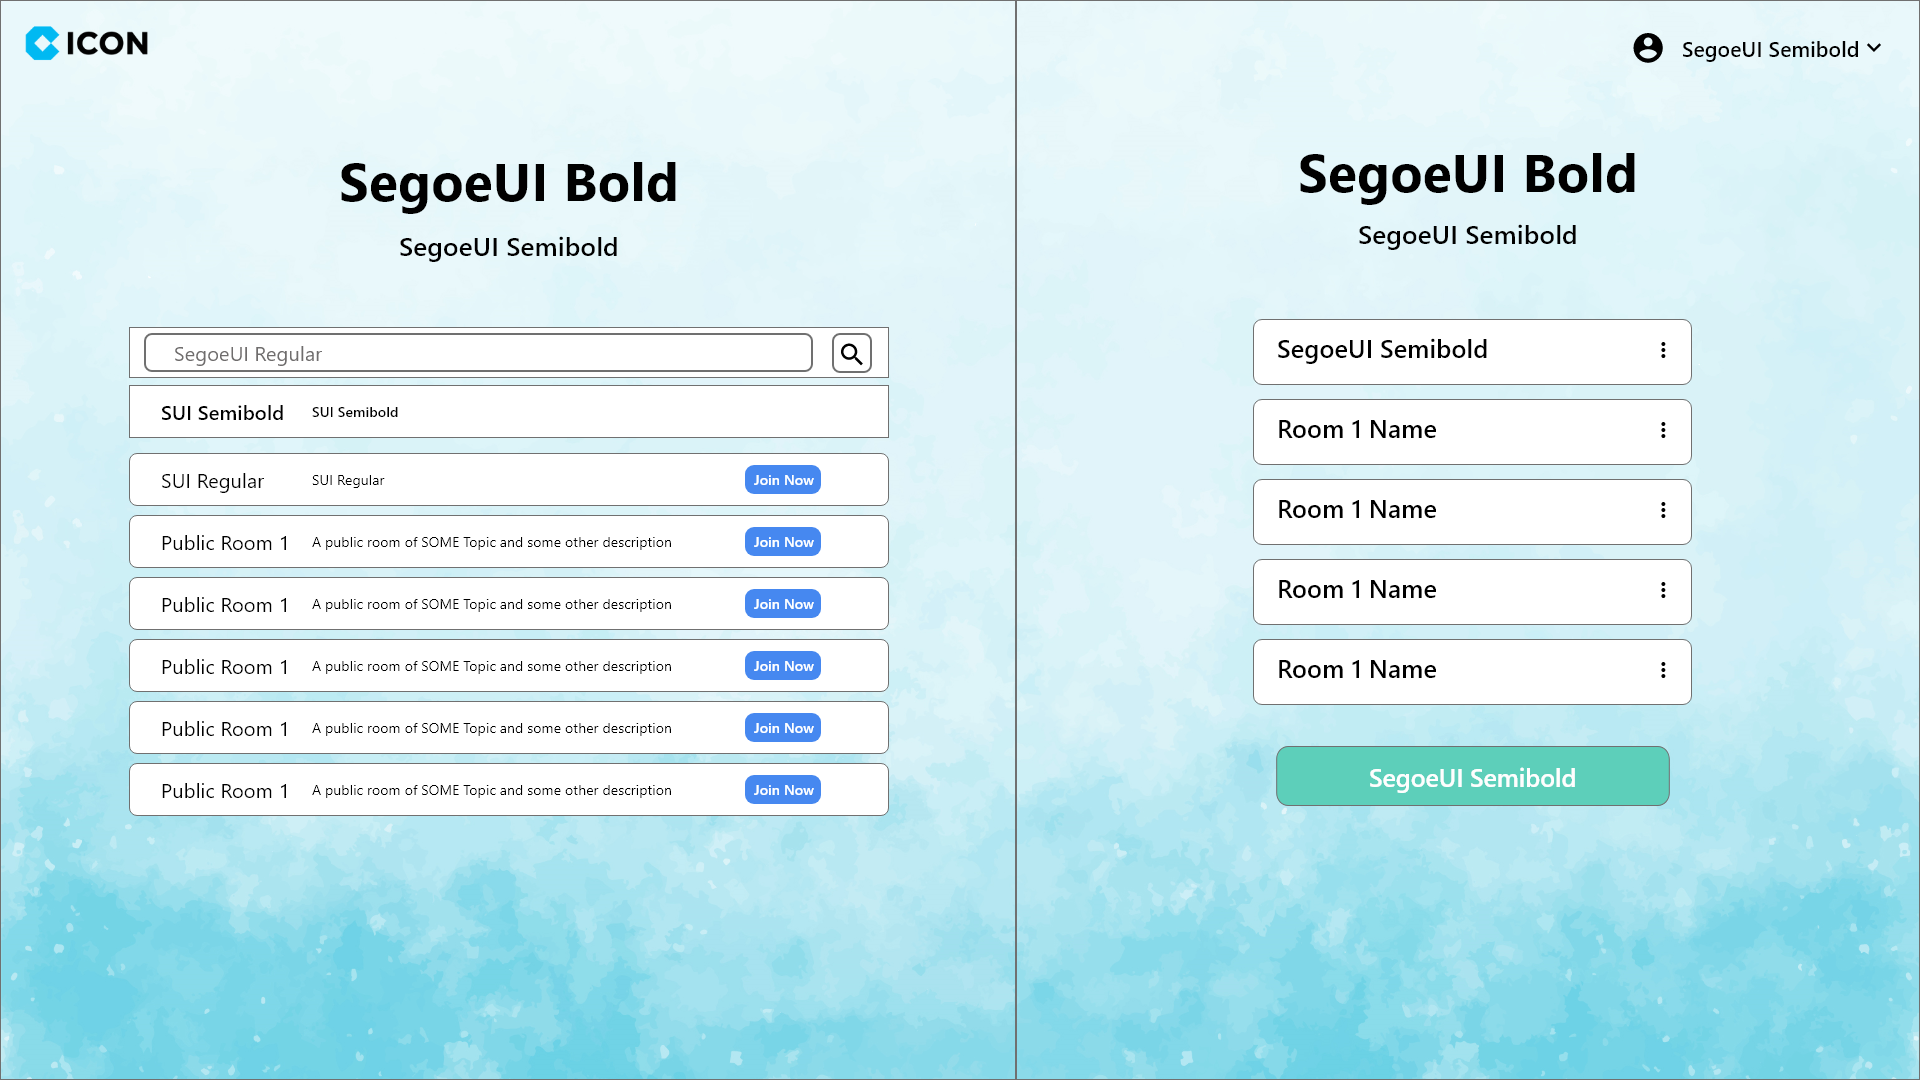 ICON
SegoeUI Bold
SegoeUI Semibold
SegoeUI Regular
SUI Semibold SUI Semibold
SUI Regular SUI Regular Join Now
Public Room 1 A public room of SOME Topic and some other description Join Now
Public Room 1 A public room of SOME Topic and some other description Join Now
Public Room 1 A public room of SOME Topic and some other description Join Now
Public Room 1 A public room of SOME Topic and some other description Join Now
Public Room 1 A public room of SOME Topic and some other description Join Now
SegoeUI Semibold
SegoeUI Bold
SegoeUI Semibold
SegoeUI Semibold
Room 1 Name
Room 1 Name
Room 1 Name
Room 1 Name
SegoeUI Semibold